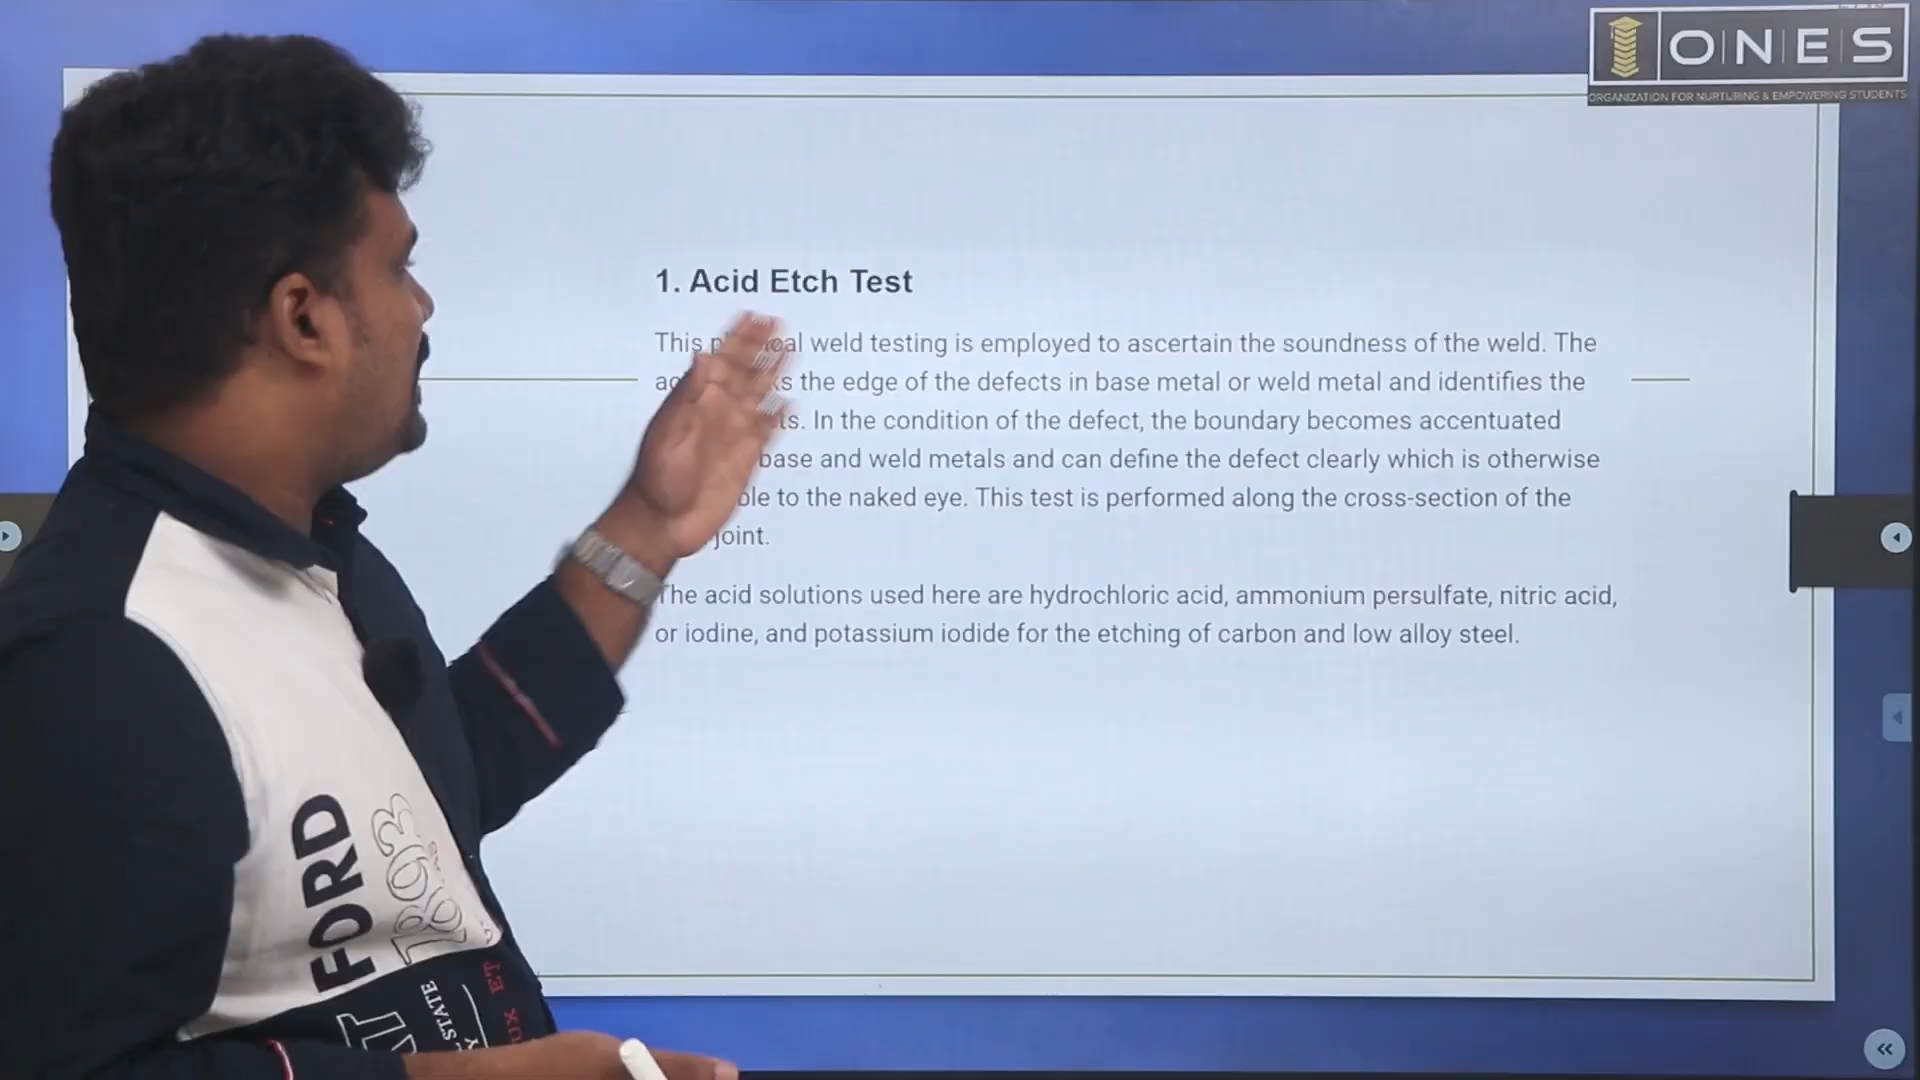 O|N|E|S
ORGANIZATION FOR NURTURING & EMPOWERING STUDENTS
1. Acid Etch Test
This weld testing is employed to ascertain the soundness of the weld. The
the edge of the defects in base metal or weld metal and identifies the
In the condition of the defect, the boundary becomes accentuated
base and weld metals and can define the defect clearly which is otherwise
to the naked eye. This test is performed along the cross-section of the
joint.
The acid solutions used here are hydrochloric acid, ammonium persulfate, nitric acid,
or iodine, and potassium iodide for the etching of carbon and low alloy steel.
FORD
1893
STATE
ET